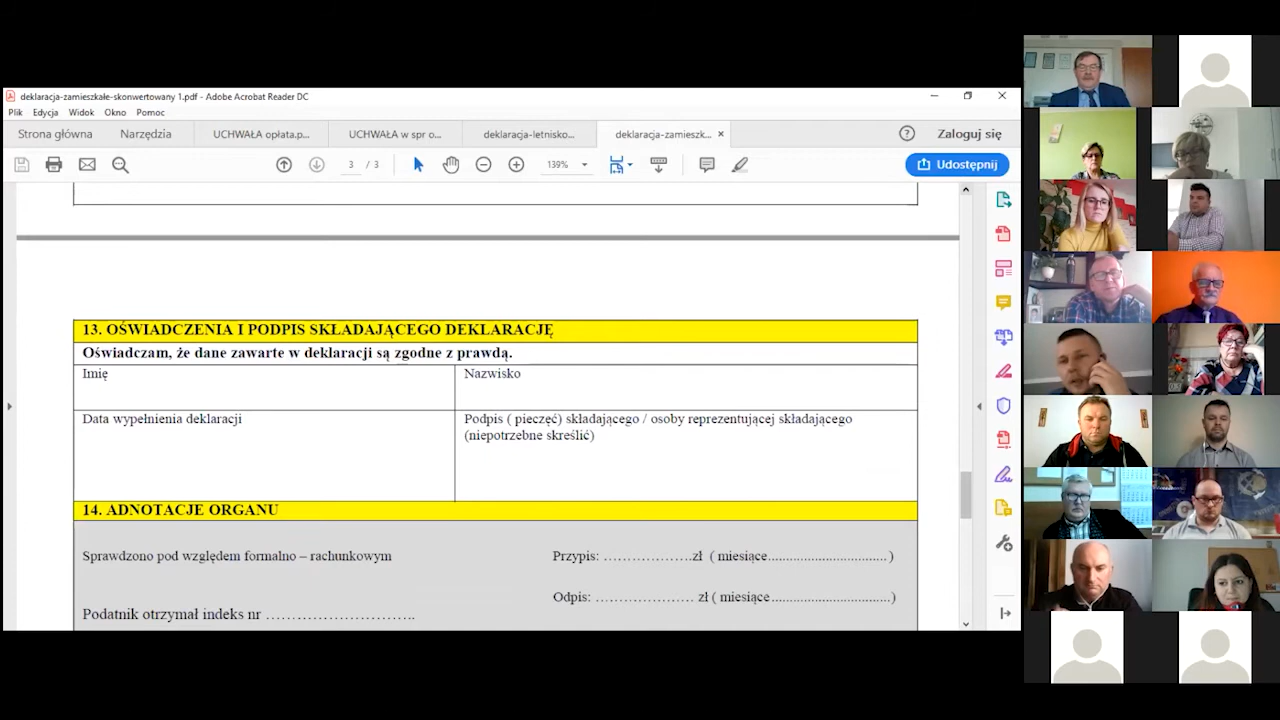 deklaracja-zamieszkałe-skonwertowany 1.pdf - Adobe Acrobat Reader DC
Plik Edycja Widok Okno Pomoc
Strona główna Narzędzia UCHWAŁA opłata.p... UCHWAŁA w spr o... deklaracja-letnisko... deklaracja-zamieszk... × Zaloguj się
3 / 3 139% Udostępnij
13. OŚWIADCZENIA I PODPIS SKŁADAJĄCEGO DEKLARACJĘ
Oświadczam, że dane zawarte w deklaracji są zgodne z prawdą.
Imię Nazwisko
Data wypełnienia deklaracji Podpis ( pieczęć) składającego / osoby reprezentującej składającego
(niepotrzebne skreślić)
14. ADNOTACJE ORGANU
Sprawdzono pod względem formalno – rachunkowym Przypis: ………………..zł ( miesiące..................................)
Odpis: ………………… zł ( miesiące..................................)
Podatnik otrzymał indeks nr ……………………………..